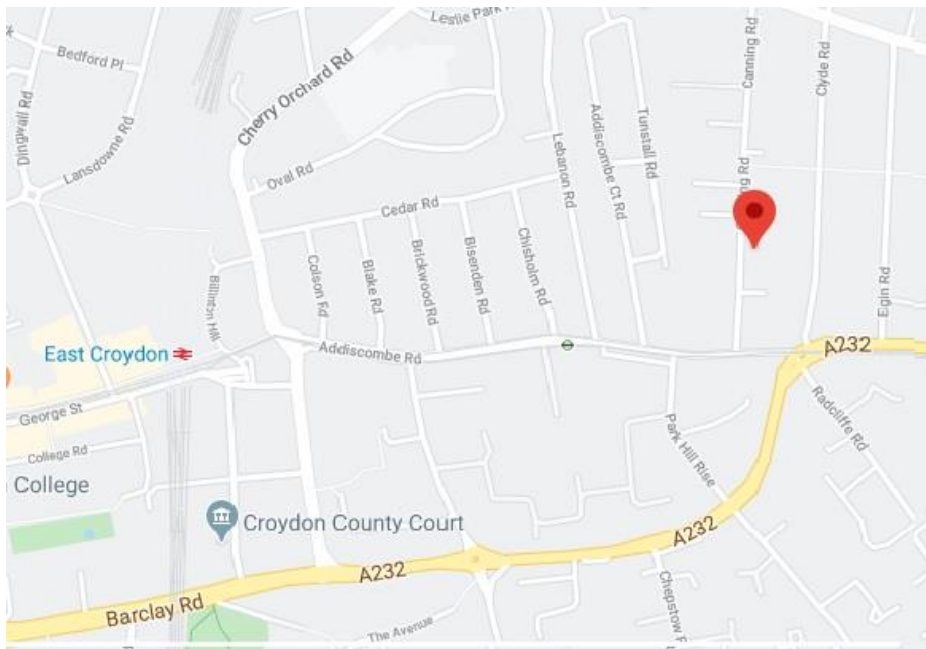 Leslie Park
Bedford Pl
Dingwall Rd
Lansdowne Rd
Cherry Orchard Rd
Canning Rd
Clyde Rd
Oval Rd
Lebanon Rd
Addiscombe Ct Rd
Tunstall Rd
Cedar Rd
Rd
Colson Rd
Blake Rd
Brickwood Rd
Bisenden Rd
Chisholm Rd
Billinton Hill
Elgin Rd
East Croydon
Addiscombe Rd
A232
George St
College Rd
College
Park Hill Rise
Radcliffe Rd
Croydon County Court
A232
A232
Barclay Rd
Chepstow
The Avenue